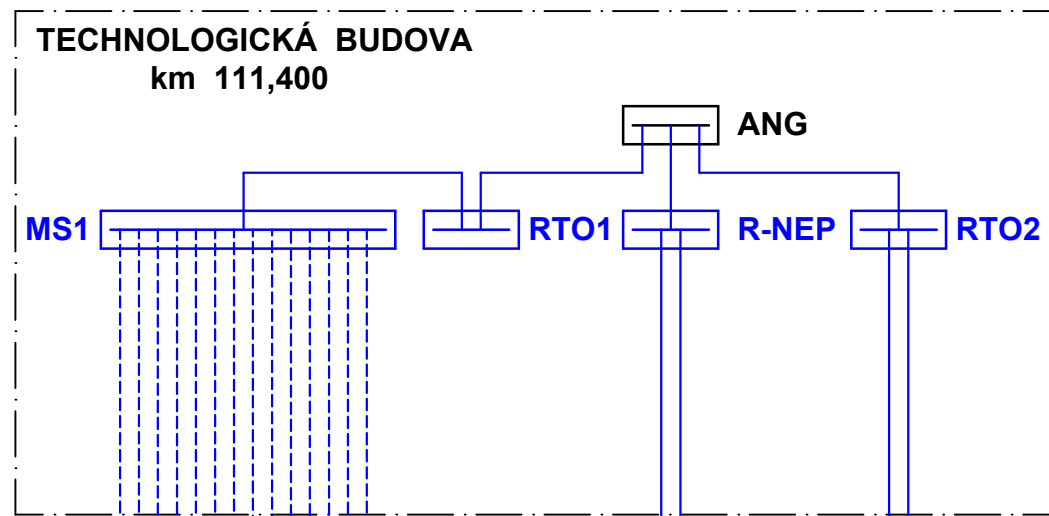 TECHNOLOGICKÁ BUDOVA
km 111,400
ANG
MS1
RTO1
R-NEP
RTO2